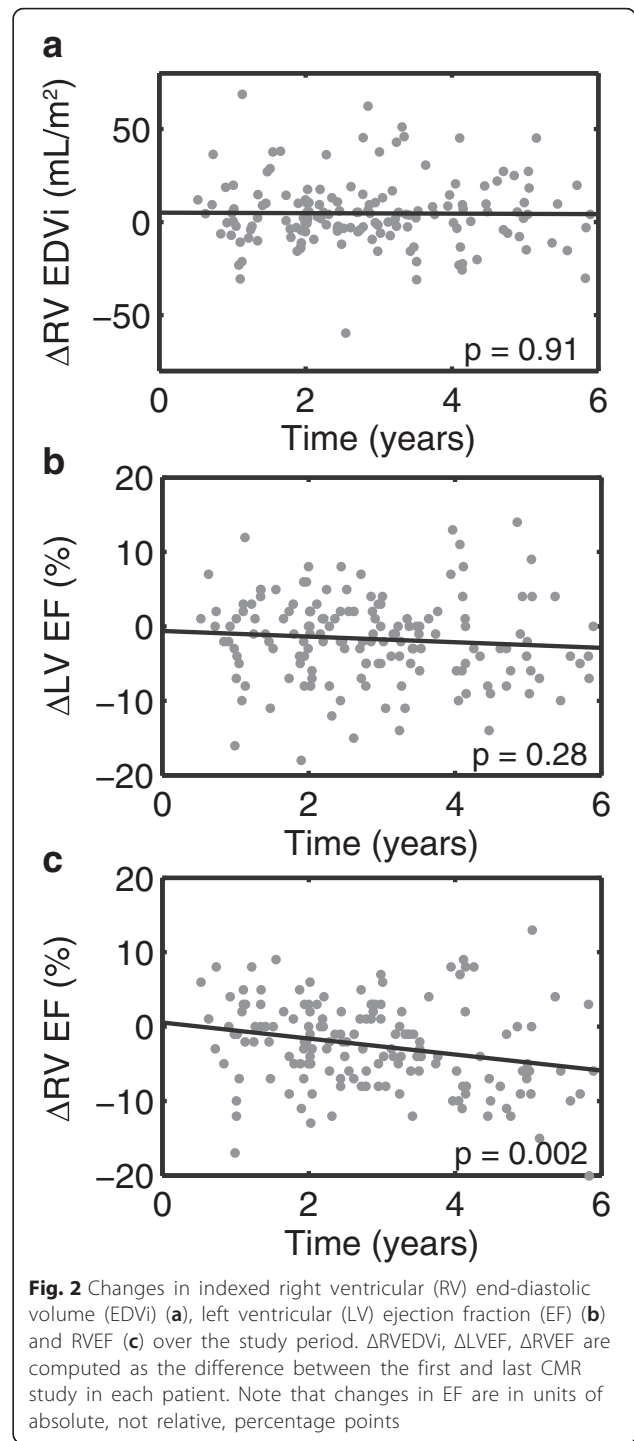 a
ΔRV EDVi (mL/m²)
50
0
−50
p = 0.91
0 2 4 6
Time (years)
b
ΔLV EF (%)
20
10
0
−10
−20
p = 0.28
0 2 4 6
Time (years)
c
ΔRV EF (%)
20
10
0
−10
−20
p = 0.002
0 2 4 6
Time (years)
Fig. 2 Changes in indexed right ventricular (RV) end-diastolic
volume (EDVi) (a), left ventricular (LV) ejection fraction (EF) (b)
and RVEF (c) over the study period. ΔRVEDVi, ΔLVEF, ΔRVEF are
computed as the difference between the first and last CMR
study in each patient. Note that changes in EF are in units of
absolute, not relative, percentage points